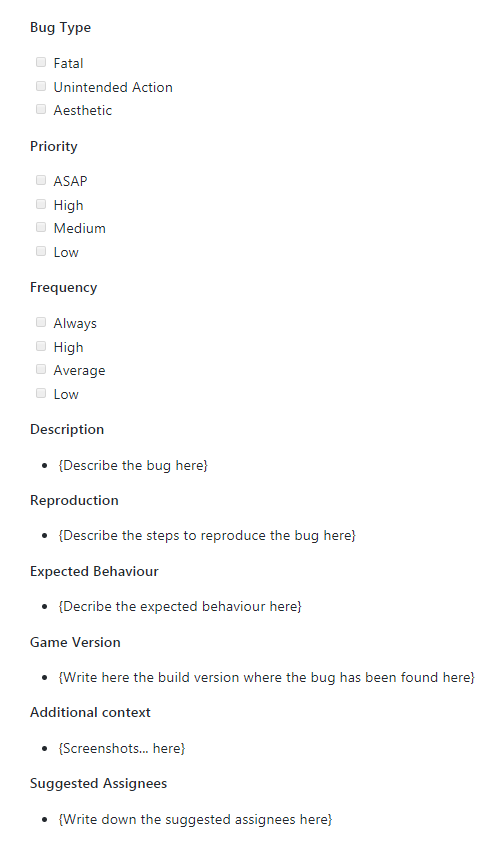 Bug Type
Fatal
Unintended Action
Aesthetic
Priority
ASAP
High
Medium
Low
Frequency
Always
High
Average
Low
Description
{Describe the bug here}
Reproduction
{Describe the steps to reproduce the bug here}
Expected Behaviour
{Decribe the expected behaviour here}
Game Version
{Write here the build version where the bug has been found here}
Additional context
{Screenshots... here}
Suggested Assignees
{Write down the suggested assignees here}